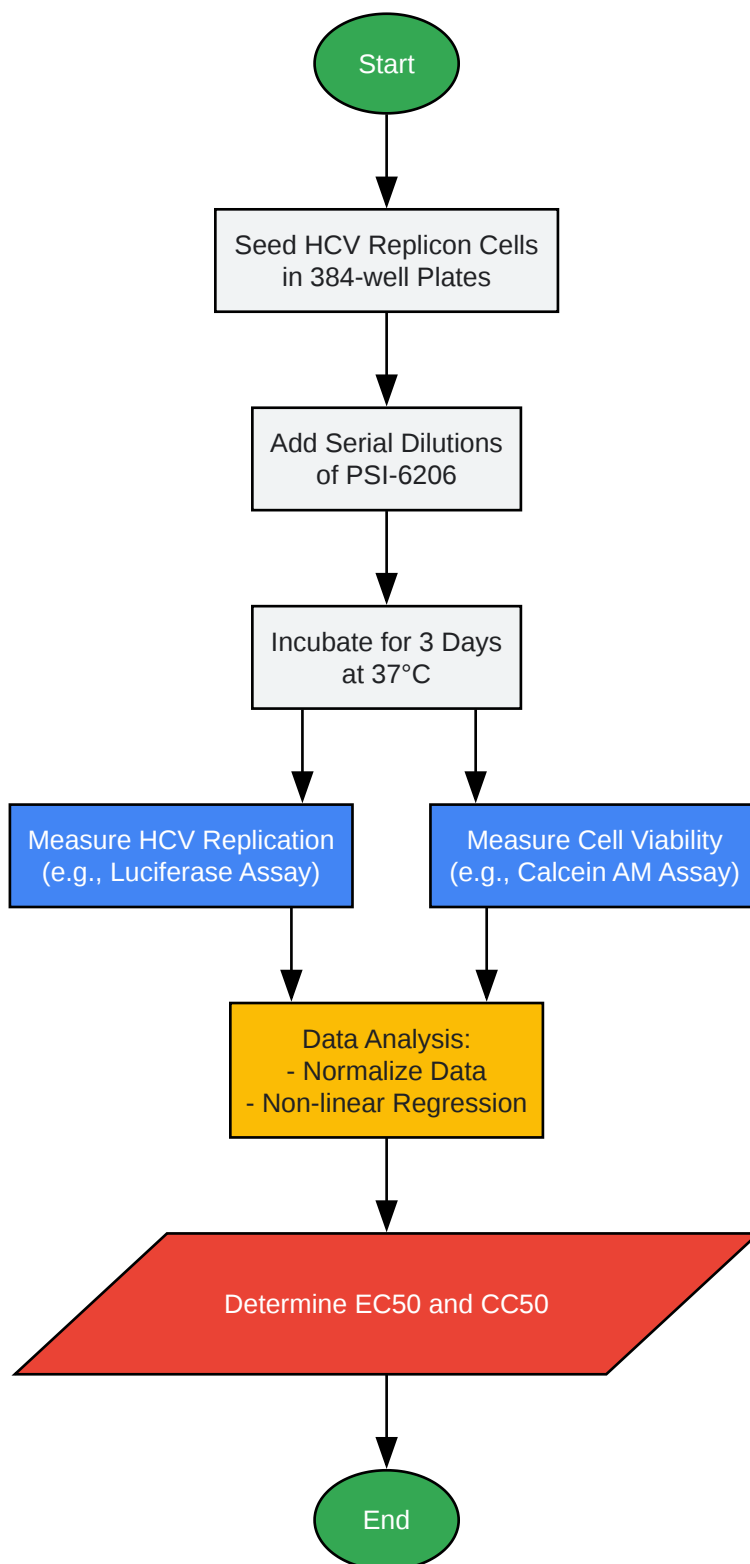 Start
Seed HCV Replicon Cells
in 384-well Plates
Add Serial Dilutions
of PSI-6206
Incubate for 3 Days
at 37°C
Measure HCV Replication
(e.g., Luciferase Assay)
Measure Cell Viability
(e.g., Calcein AM Assay)
Data Analysis:
- Normalize Data
- Non-linear Regression
Determine EC50 and CC50
End